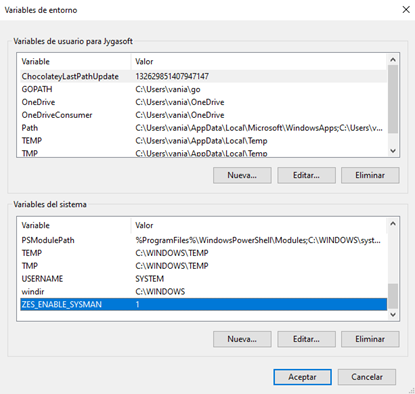 Variables de entorno
Variables de usuario para Jygasoft
Variable Valor
ChocolateyLastPathUpdate 132629851407947147
GOPATH C:\Users\vania\go
OneDrive C:\Users\vania\OneDrive
OneDriveConsumer C:\Users\vania\OneDrive
Path C:\Users\vania\AppData\Local\Microsoft\WindowsApps;C:\Users\v...
TEMP C:\Users\vania\AppData\Local\Temp
TMP C:\Users\vania\AppData\Local\Temp
Nueva... Editar... Eliminar
Variables del sistema
Variable Valor
PSModulePath %ProgramFiles%\WindowsPowerShell\Modules;C:\WINDOWS\syst...
TEMP C:\WINDOWS\TEMP
TMP C:\WINDOWS\TEMP
USERNAME SYSTEM
windir C:\WINDOWS
ZES_ENABLE_SYSMAN 1
Nueva... Editar... Eliminar
Aceptar Cancelar